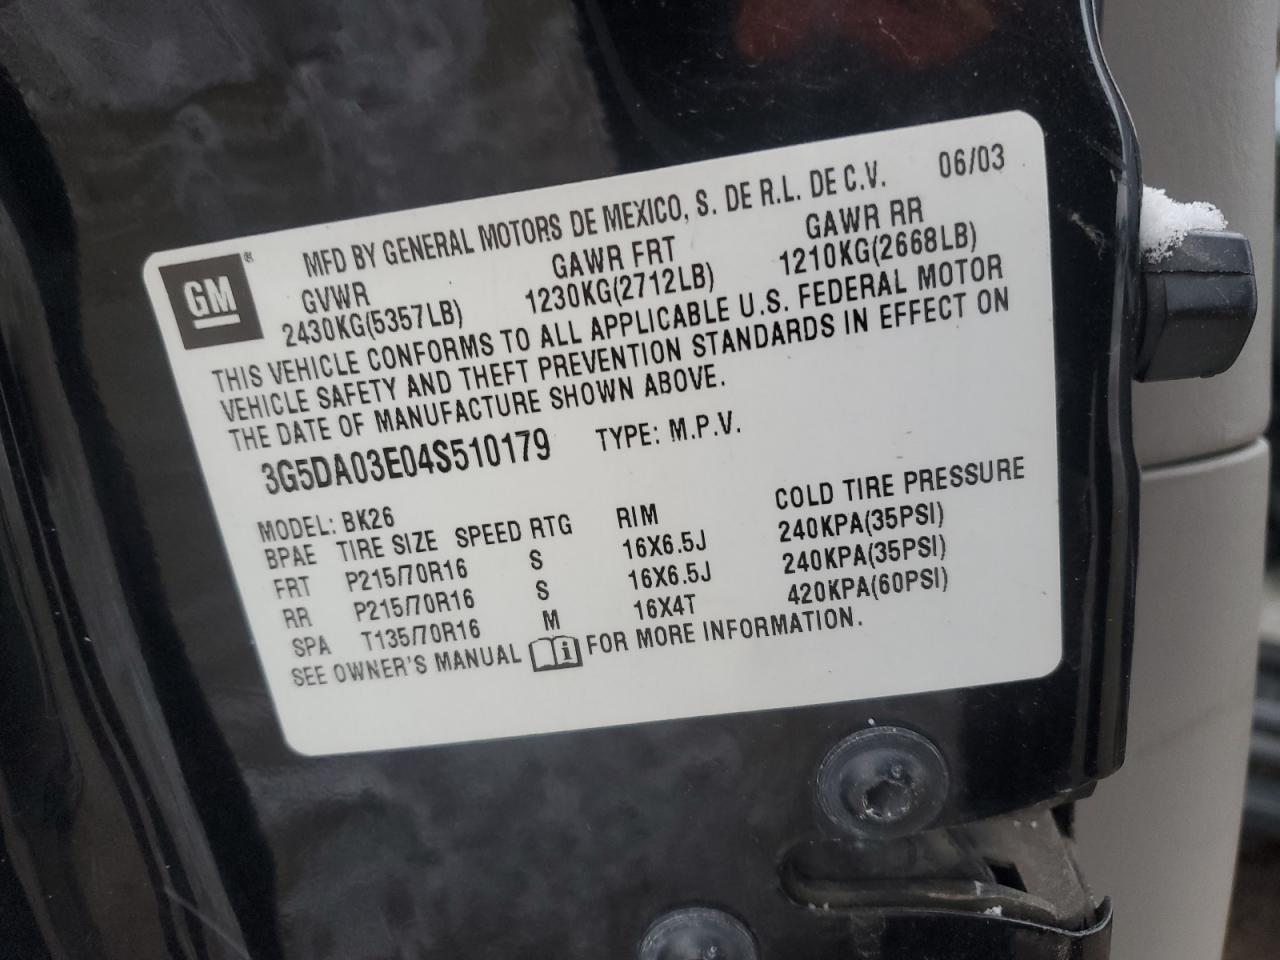 GM ® MFD BY GENERAL MOTORS DE MEXICO, S. DE R.L. DE C.V. 06/03
GVWR GAWR FRT GAWR RR
2430KG(5357LB) 1230KG(2712LB) 1210KG(2668LB)
THIS VEHICLE CONFORMS TO ALL APPLICABLE U.S. FEDERAL MOTOR
VEHICLE SAFETY AND THEFT PREVENTION STANDARDS IN EFFECT ON
THE DATE OF MANUFACTURE SHOWN ABOVE.
3G5DA03E04S510179 TYPE: M.P.V.
MODEL: BK26
BPAE TIRE SIZE SPEED RTG RIM COLD TIRE PRESSURE
FRT P215/70R16 S 16X6.5J 240KPA(35PSI)
RR P215/70R16 S 16X6.5J 240KPA(35PSI)
SPA T135/70R16 M 16X4T 420KPA(60PSI)
SEE OWNER'S MANUAL i FOR MORE INFORMATION.